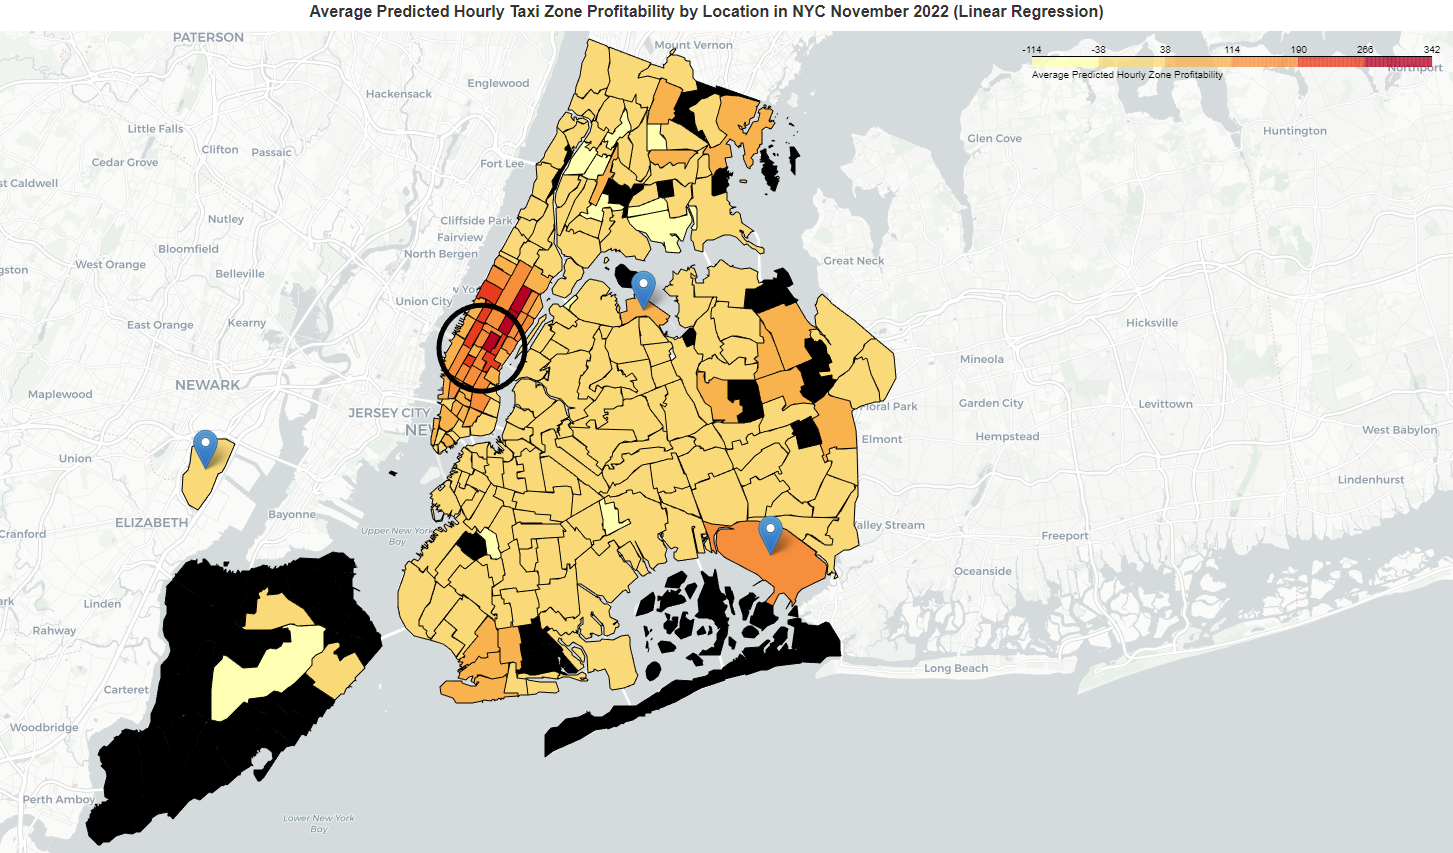 Average Predicted Hourly Taxi Zone Profitability by Location in NYC November 2022 (Linear Regression)
PATERSON
Mount Vernon
-114 -38 38 114 190 266 342
Average Predicted Hourly Zone Profitability
Northport
Englewood
Hackensack
Little Falls
Huntington
Glen Cove
Clifton
Passaic
Cedar Grove
Fort Lee
st Caldwell
Nutley
Cliffside Park
Fairview
Bloomfield
North Bergen
Great Neck
West Orange
ngston
Belleville
Union City
East Orange
Kearny
Hicksville
Mineola
NEWARK
Maplewood
JERSEY CITY
Floral Park
Garden City
Levittown
NEW
West Babylon
Elmont
Hempstead
Union
Lindenhurst
Bayonne
ELIZABETH
Valley Stream
Upper New York
Bay
Cranford
Freeport
Oceanside
Linden
Rahway
Long Beach
Carteret
Woodbridge
Perth Amboy
Lower New York
Bay